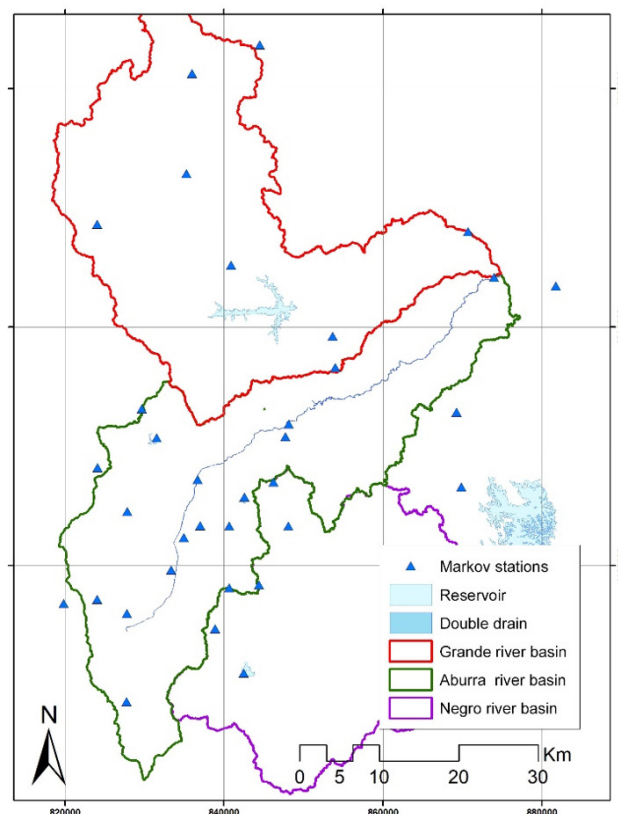 Markov stations
Reservoir
Double drain
Grande river basin
Aburra river basin
Negro river basin
N
Km
0 5 10 20 30
820000 840000 860000 880000